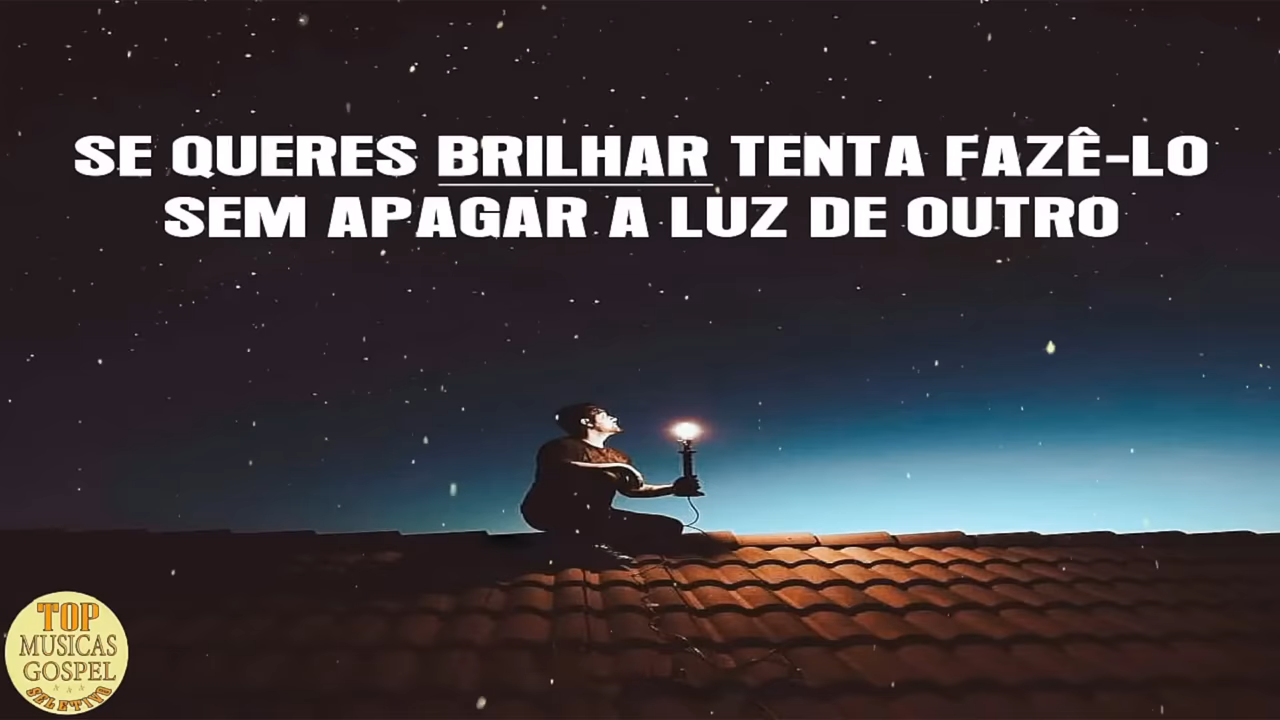 SE QUERES BRILHAR TENTA FAZÊ-LO
SEM APAGAR A LUZ DE OUTRO
TOP
MUSICAS
GOSPEL
SELETIVO